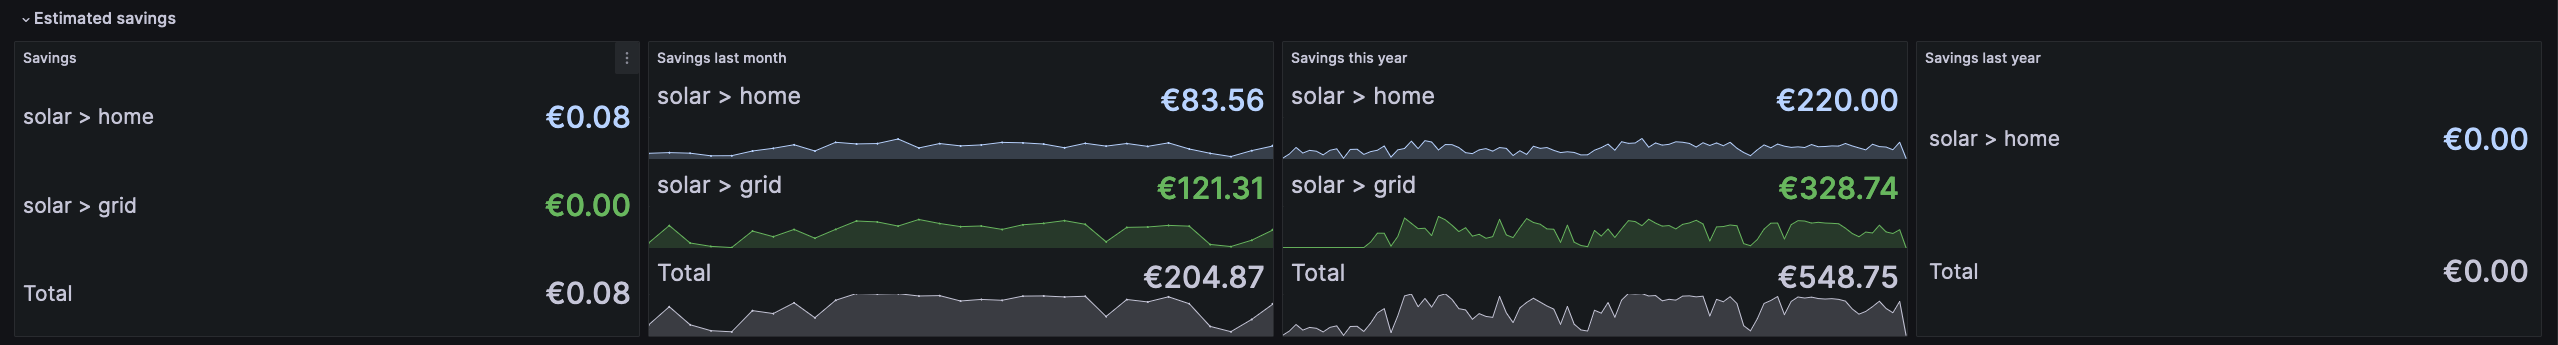 Estimated savings
Savings
solar > home
€0.08
solar > grid
€0.00
Total
€0.08
Savings last month
solar > home
€83.56
solar > grid
€121.31
Total
€204.87
Savings this year
solar > home
€220.00
solar > grid
€328.74
Total
€548.75
Savings last year
solar > home
€0.00
Total
€0.00